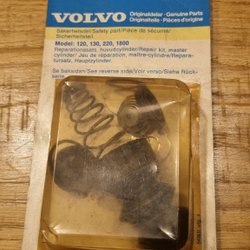 VOLVO
Originaldelar · Genuine Parts
Originalteile · Pièces d'origine
Säkerhetsdel/Safety part/Pièce de sécurité/
Sicherheitsteil
Model: 120, 130, 220, 1800
Reparationssats, huvudcylinder/Repair kit, master
cylinder/Jeu de réparation, maître-cylindre/Repara-
tursatz, Hauptzylinder.
Se baksidan/See reverse side/Voir verso/Siehe Rück-
seite